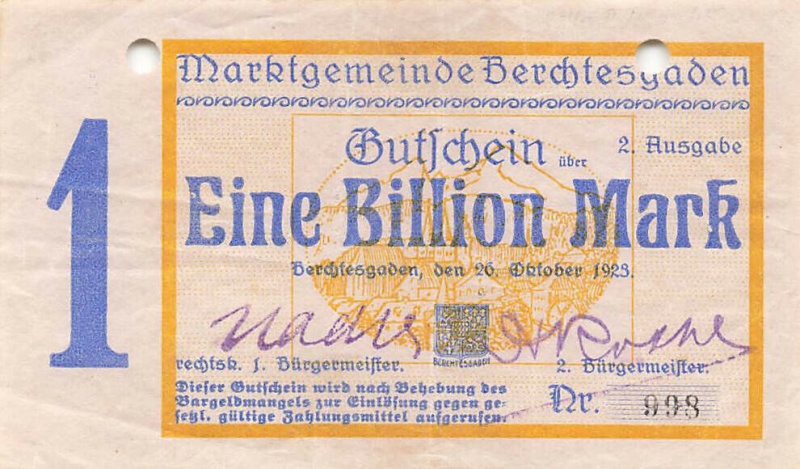 Marktgemeinde Berchtesgaden
1
Gutschein über 2. Ausgabe
Eine Billion Mark
Berchtesgaden, den 26. Oktober 1923.
BERCHTESGADEN
rechtsk. 1. Bürgermeister. 2. Bürgermeister.
Dieser Gutschein wird nach Behebung des
Bargeldmangels zur Einlösung gegen ge-
setzl. gültige Zahlungsmittel aufgerufen.
Nr. 998